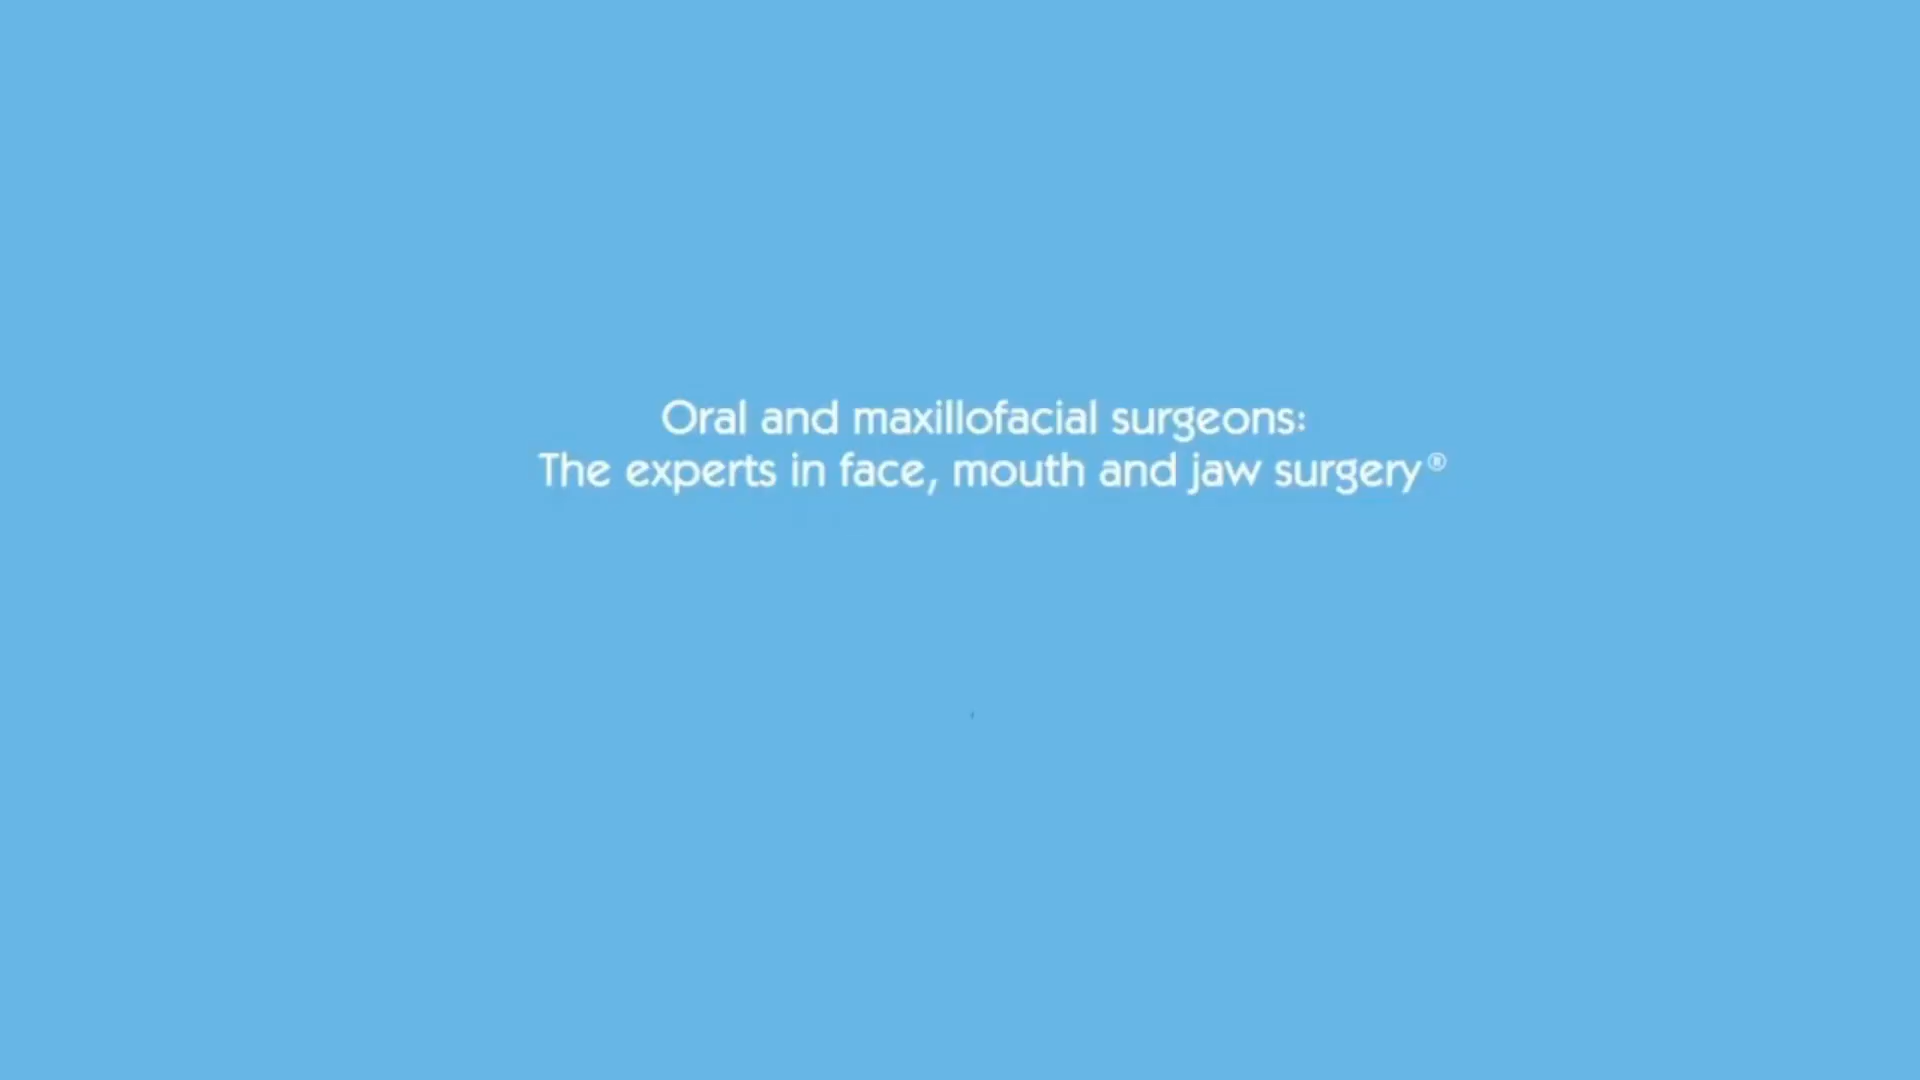 Oral and maxillofacial surgeons:
The experts in face, mouth and jaw surgery®